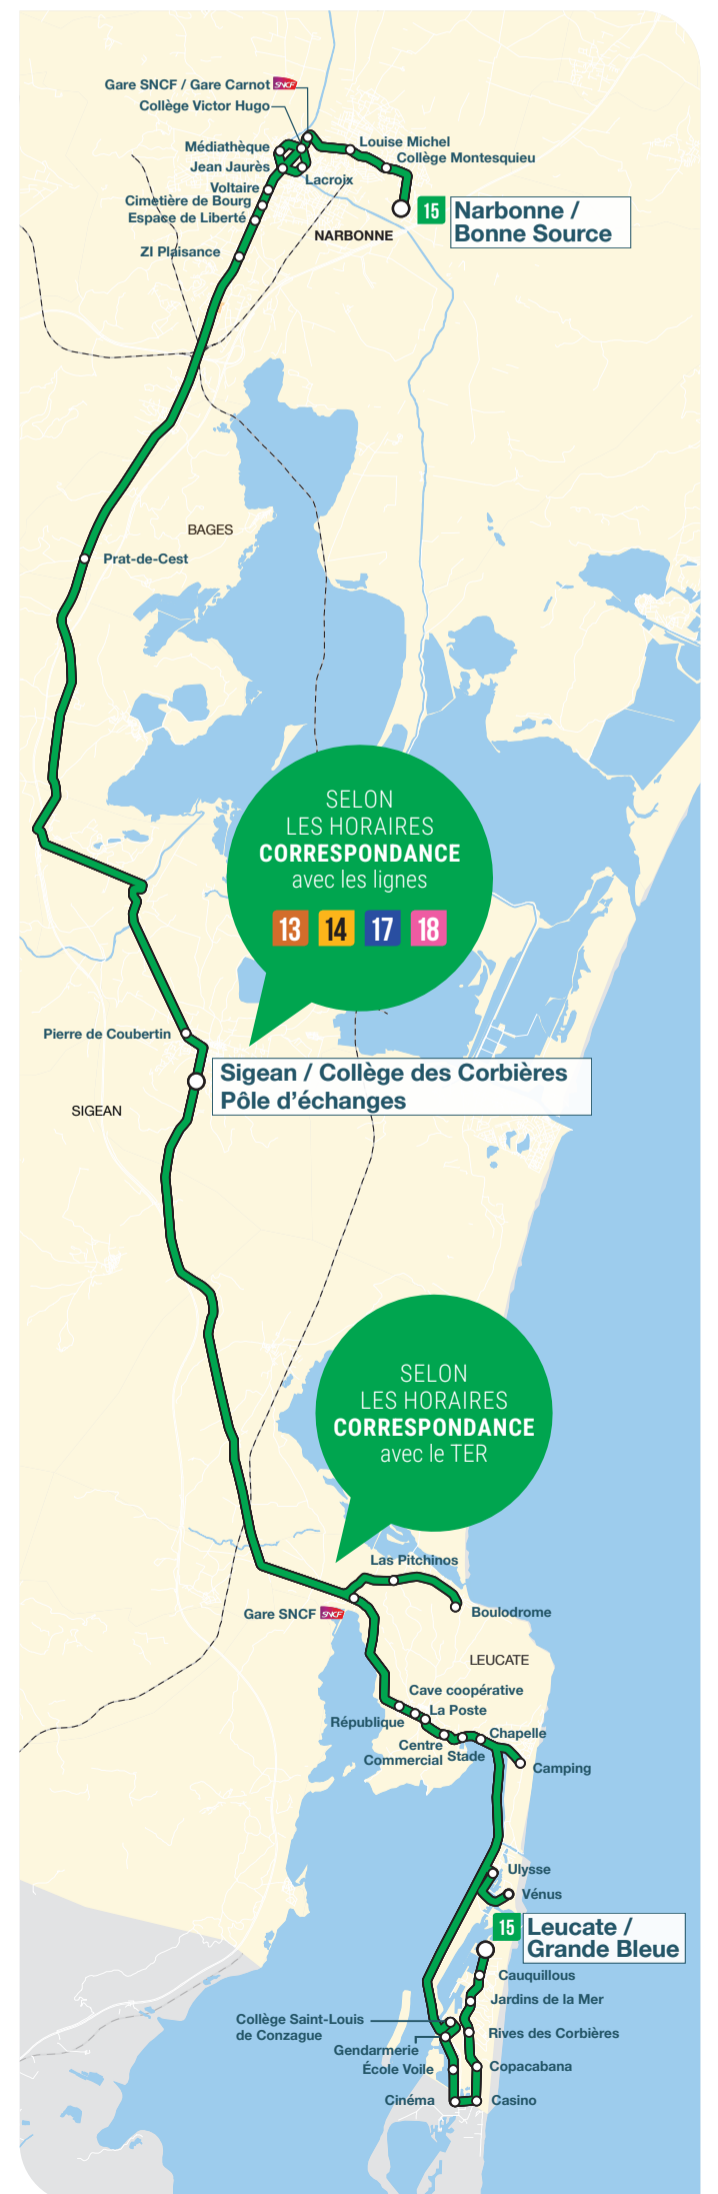 Gare SNCF / Gare Carnot SNCF
Collège Victor Hugo
Médiathèque
Louise Michel
Collège Montesquieu
Jean Jaurès
Lacroix
Voltaire
Cimetière de Bourg
Espace de Liberté
15 Narbonne /
Bonne Source
NARBONNE
ZI Plaisance
BAGES
Prat-de-Cest
SELON
LES HORAIRES
CORRESPONDANCE
avec les lignes
13 14 17 18
Pierre de Coubertin
Sigean / Collège des Corbières
Pôle d'échanges
SIGEAN
SELON
LES HORAIRES
CORRESPONDANCE
avec le TER
Las Pitchinos
Gare SNCF SNCF
Boulodrome
LEUCATE
Cave coopérative
La Poste
République
Chapelle
Centre
Commercial
Stade
Camping
Ulysse
Vénus
15 Leucate /
Grande Bleue
Cauquillous
Jardins de la Mer
Collège Saint-Louis
de Conzague
Rives des Corbières
Gendarmerie
École Voile
Copacabana
Cinéma
Casino